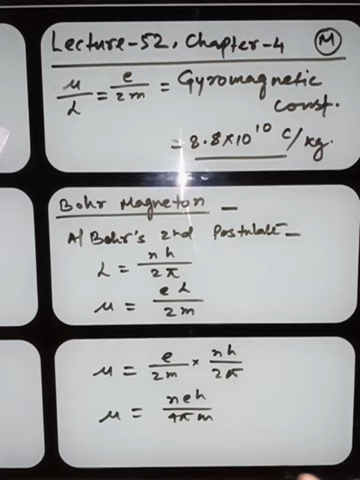 Lecture-52, Chapter-4 (M)
μ/L = e/2m = Gyromagnetic
const.
= 8.8×10¹⁰ C/kg.
Bohr Magneton –
A/ Bohr's 2nd Postulate –
L = nh/2π
μ = eL/2m
μ = e/2m × nh/2π
μ = neh/4πm